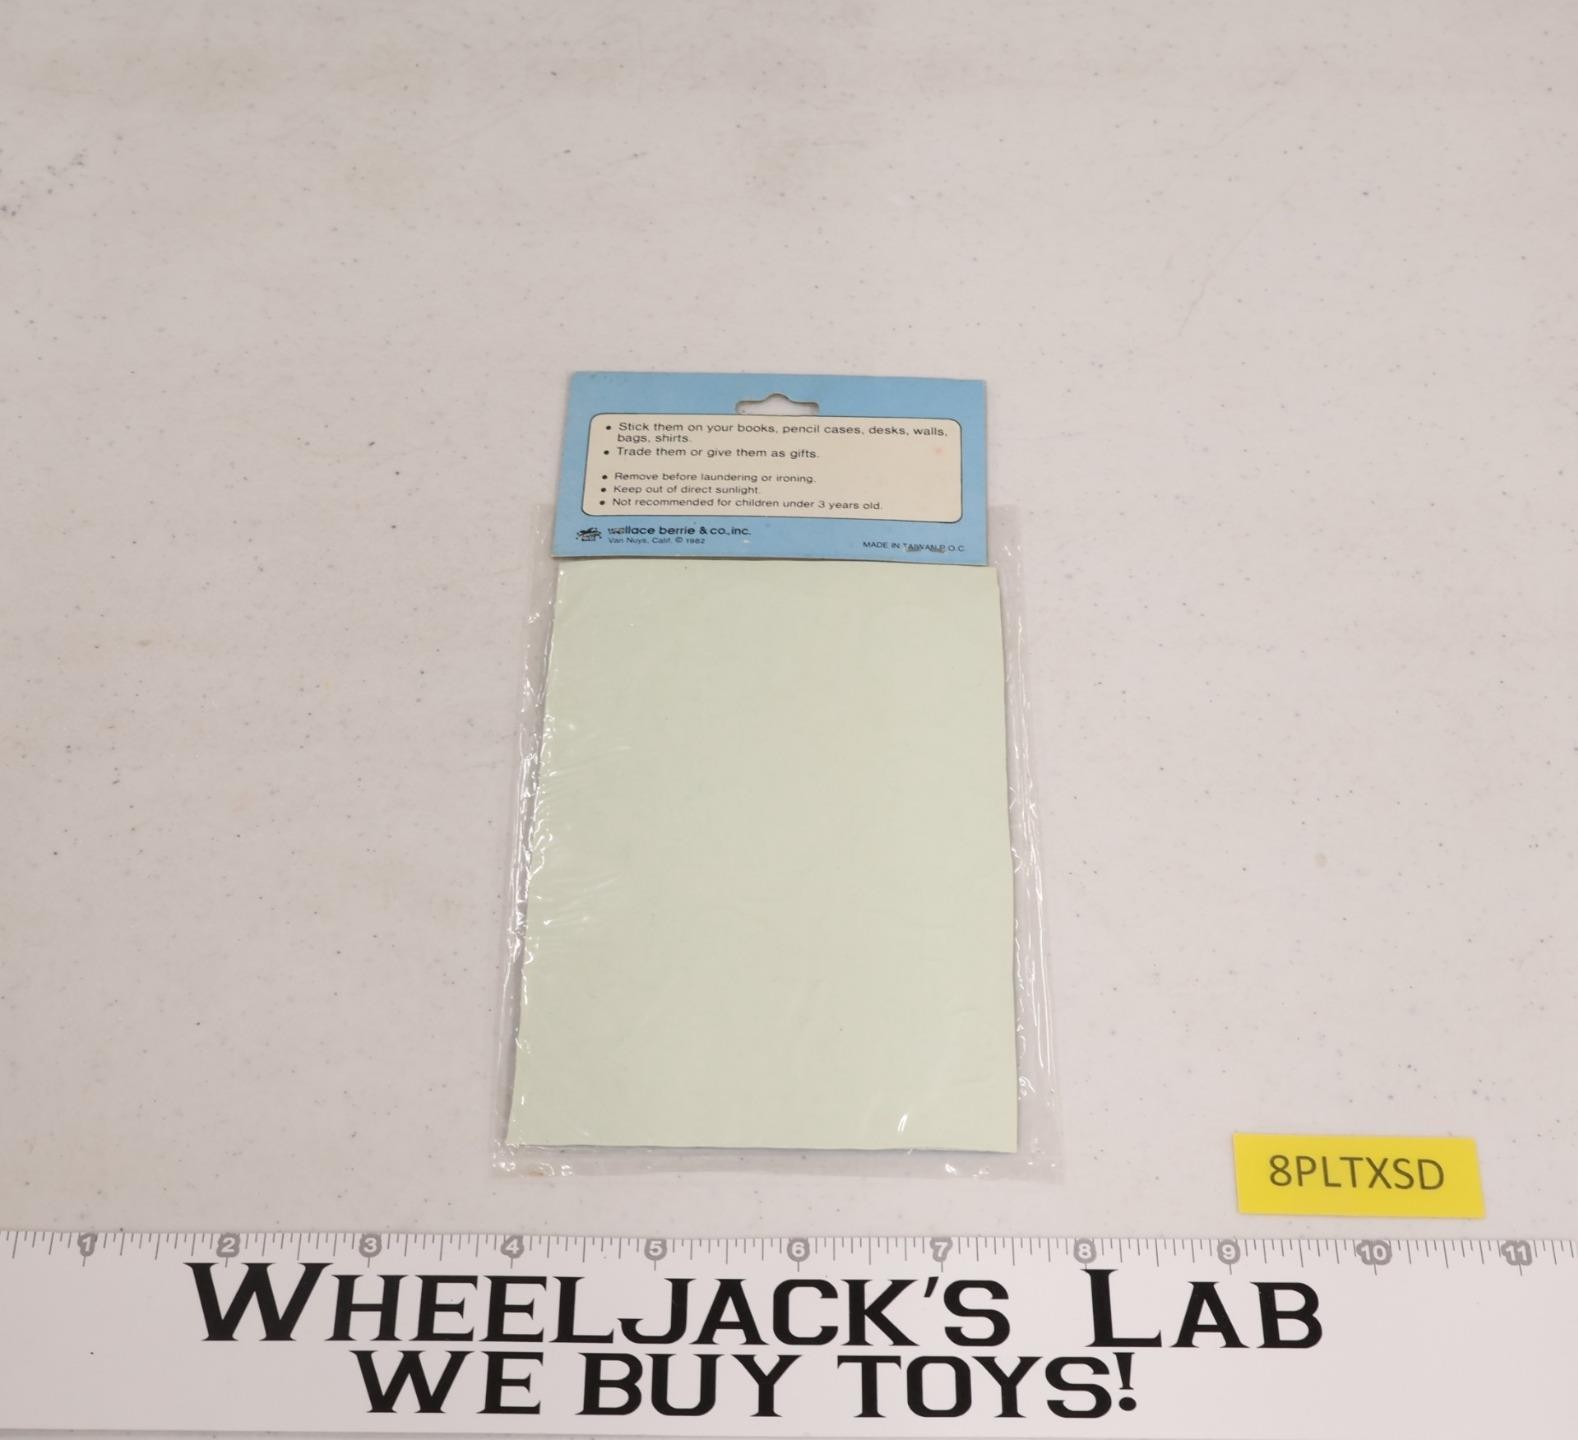 • Stick them on your books, pencil cases, desks, walls,
bags, shirts.
• Trade them or give them as gifts.
• Remove before laundering or ironing.
• Keep out of direct sunlight.
• Not recommended for children under 3 years old.
wallace berrie & co., inc.
Van Nuys, Calif. © 1982
MADE IN TAIWAN R.O.C.
8PLTXSD
1 2 3 4 5 6 7 8 9 10 11
WHEELJACK'S LAB
WE BUY TOYS!